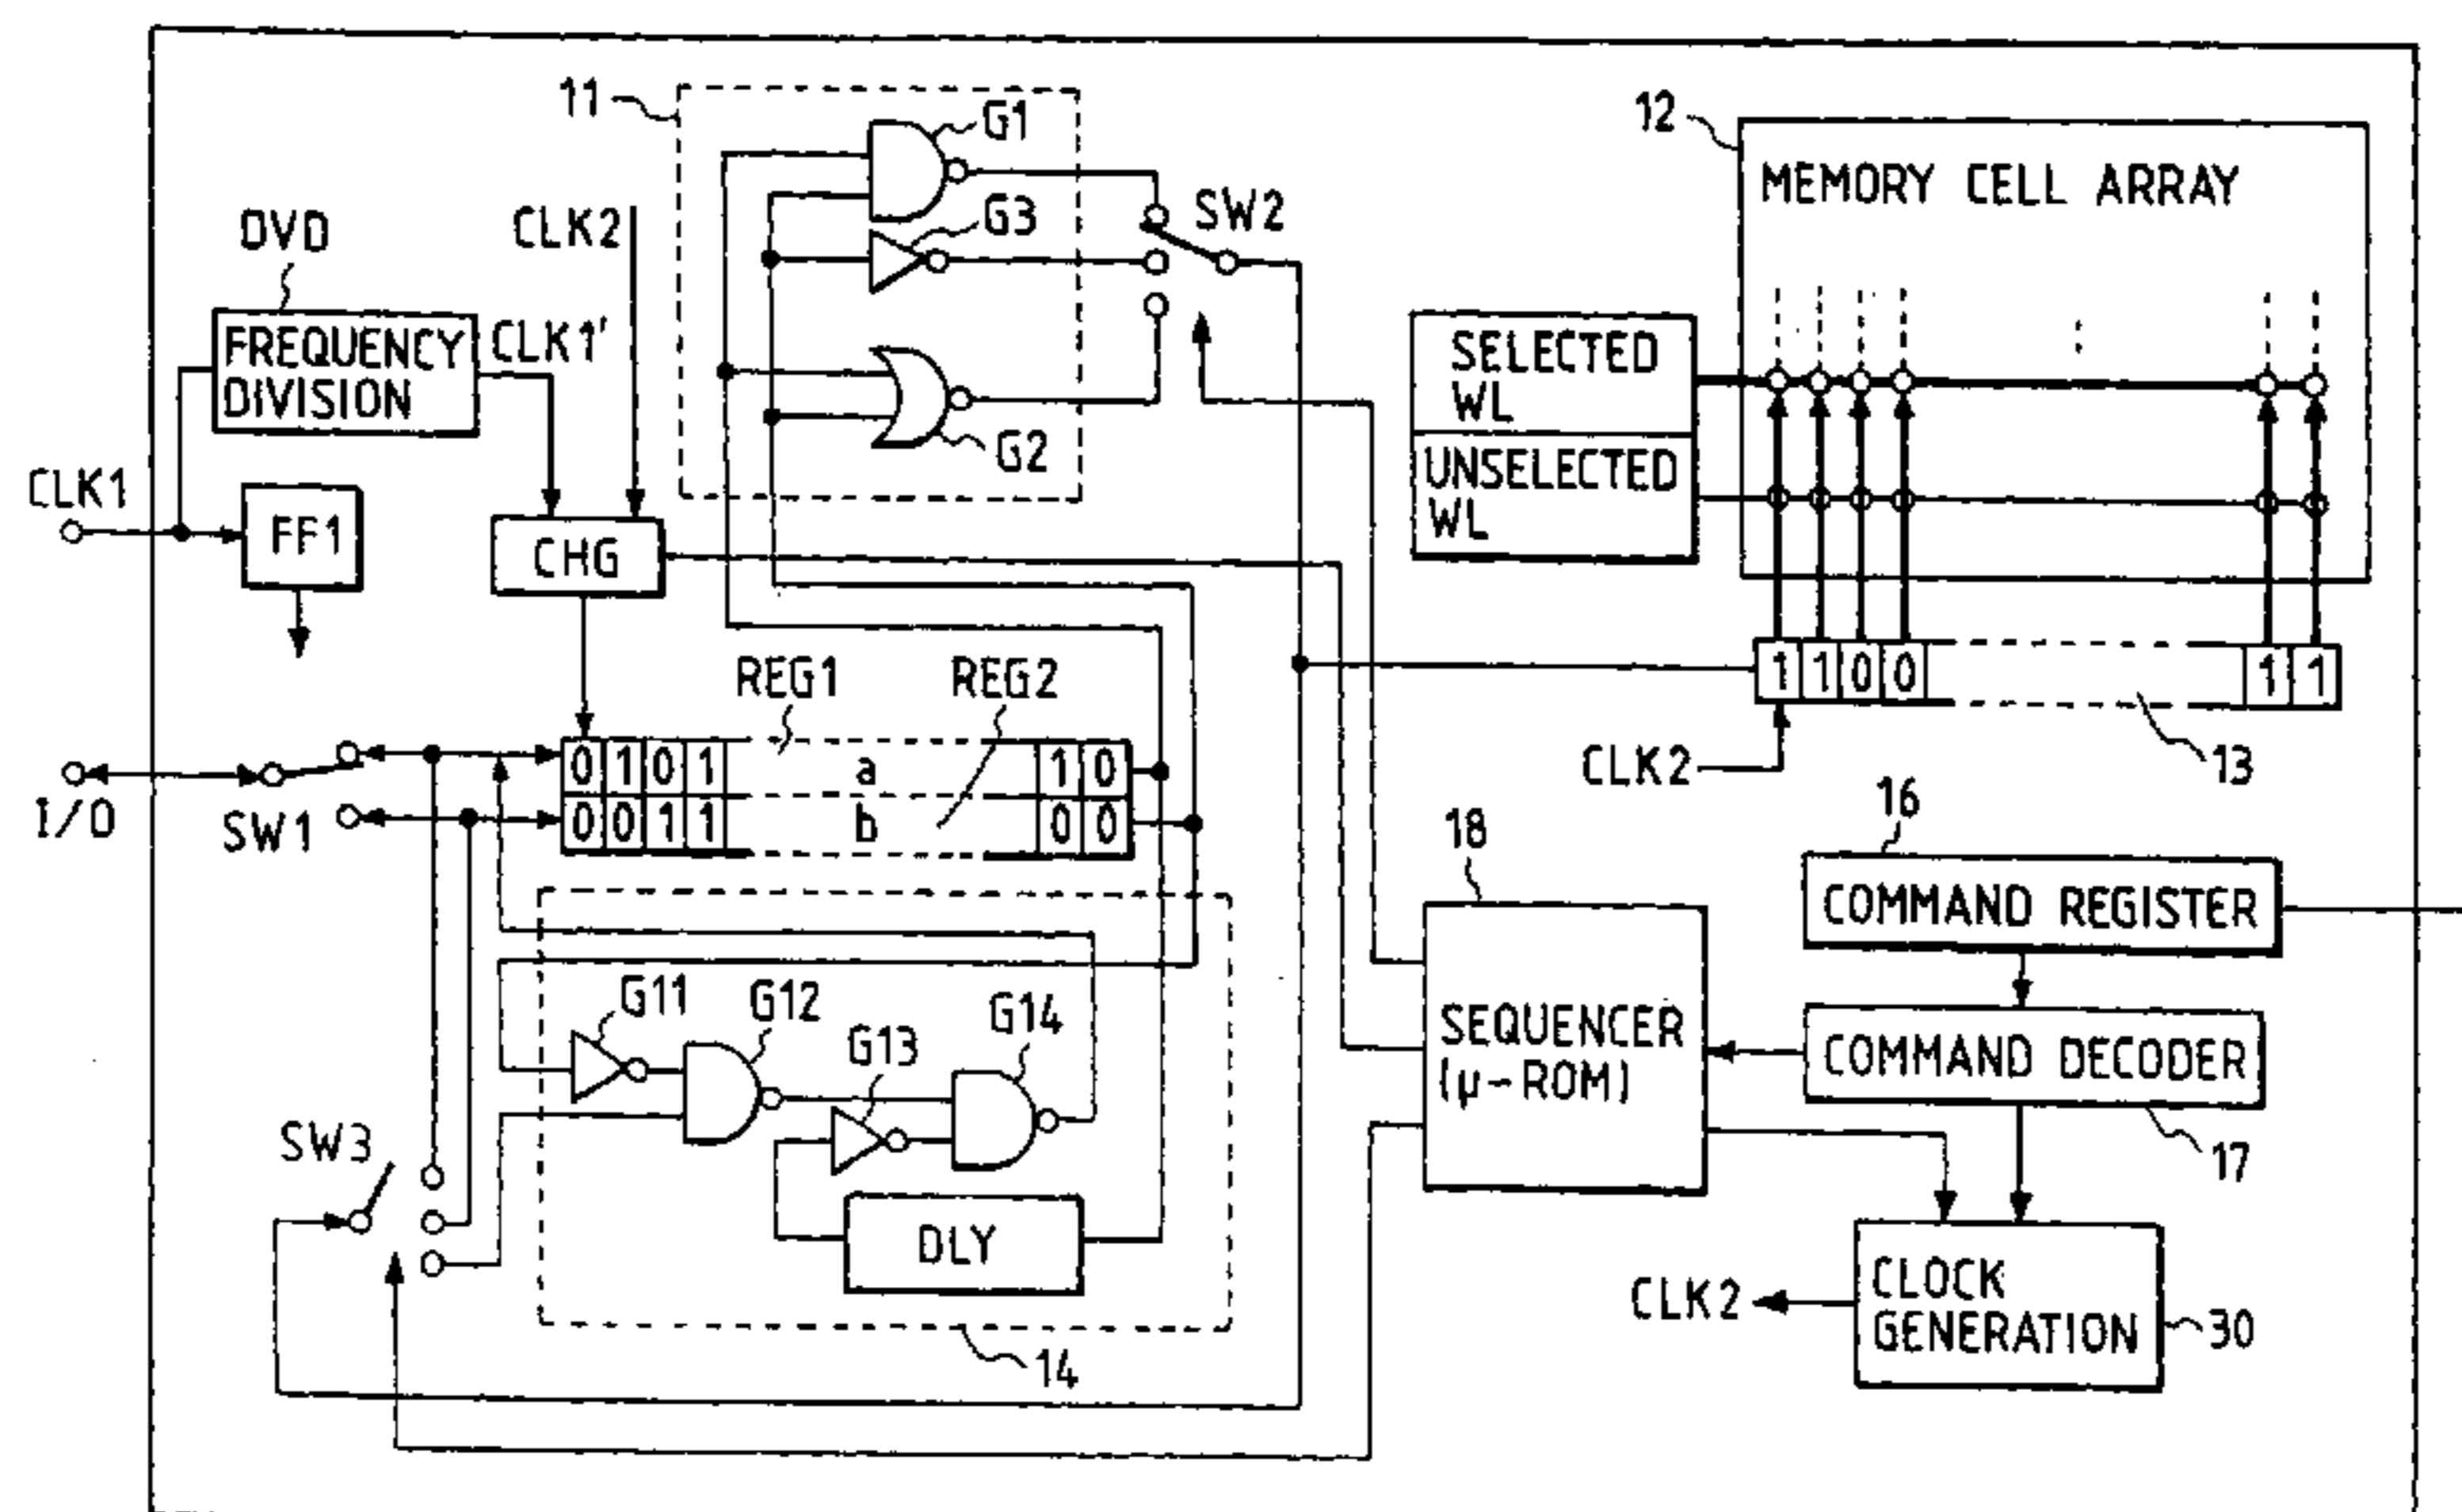 11
G1
12
MEMORY CELL ARRAY
DVD
CLK2
G3
SW2
FREQUENCY
DIVISION
CLK1'
SELECTED
WL
G2
UNSELECTED
WL
CLK1
FF1
CHG
REG1
REG2
1 1 0 0
1 1
CLK2
13
I/O
SW1
0 1 0 1
a
1 0
0 0 1 1
b
0 0
16
18
COMMAND REGISTER
G11
G12
G13
G14
SEQUENCER
(μ-ROM)
COMMAND DECODER
17
SW3
DLY
CLK2
CLOCK
GENERATION
30
14